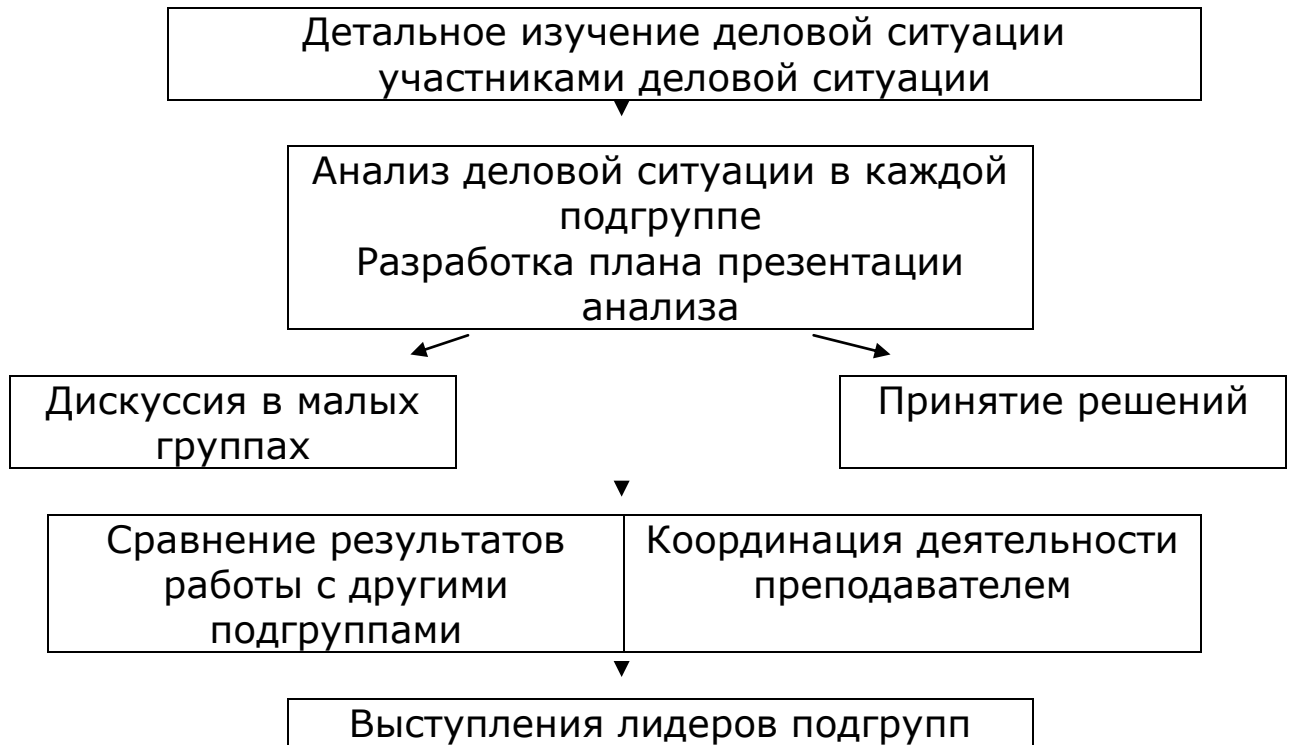 Детальное изучение деловой ситуации
участниками деловой ситуации
Анализ деловой ситуации в каждой
подгруппе
Разработка плана презентации
анализа
Дискуссия в малых
группах
Принятие решений
Сравнение результатов
работы с другими
подгруппами
Координация деятельности
преподавателем
Выступления лидеров подгрупп